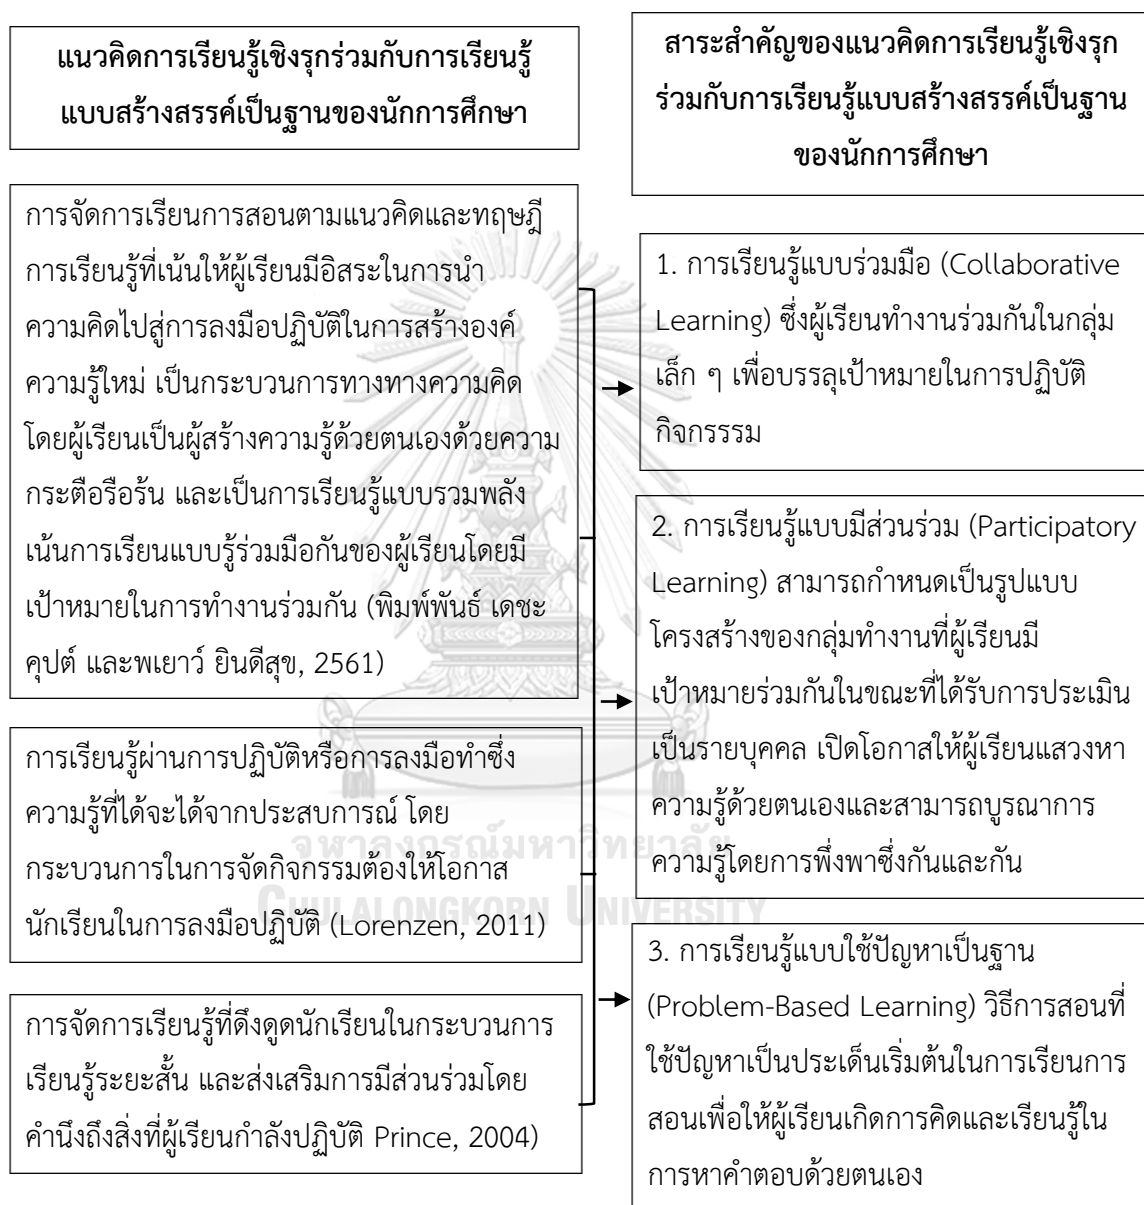 แนวคิดการเรียนรู้เชิงรุกร่วมกับการเรียนรู้
แบบสร้างสรรค์เป็นฐานของนักการศึกษา
การจัดการเรียนการสอนตามแนวคิดและทฤษฎี
การเรียนรู้ที่เน้นให้ผู้เรียนมีอิสระในการนำ
ความคิดไปสู่การลงมือปฏิบัติในการสร้างองค์
ความรู้ใหม่ เป็นกระบวนการทางทางความคิด
โดยผู้เรียนเป็นผู้สร้างความรู้ด้วยตนเองด้วยความ
กระตือรือร้น และเป็นการเรียนรู้แบบรวมพลัง
เน้นการเรียนแบบรู้ร่วมมือกันของผู้เรียนโดยมี
เป้าหมายในการทำงานร่วมกัน (พิมพ์พันธ์ เดชะ
คุปต์ และพเยาว์ ยินดีสุข, 2561)
การเรียนรู้ผ่านการปฏิบัติหรือการลงมือทำซึ่ง
ความรู้ที่ได้จะได้จากประสบการณ์ โดย
กระบวนการในการจัดกิจกรรมต้องให้โอกาส
นักเรียนในการลงมือปฏิบัติ (Lorenzen, 2011)
การจัดการเรียนรู้ที่ดึงดูดนักเรียนในกระบวนการ
เรียนรู้ระยะสั้น และส่งเสริมการมีส่วนร่วมโดย
คำนึงถึงสิ่งที่ผู้เรียนกำลังปฏิบัติ Prince, 2004)
สาระสำคัญของแนวคิดการเรียนรู้เชิงรุก
ร่วมกับการเรียนรู้แบบสร้างสรรค์เป็นฐาน
ของนักการศึกษา
1. การเรียนรู้แบบร่วมมือ (Collaborative
Learning) ซึ่งผู้เรียนทำงานร่วมกันในกลุ่ม
เล็ก ๆ เพื่อบรรลุเป้าหมายในการปฏิบัติ
กิจกรรรม
2. การเรียนรู้แบบมีส่วนร่วม (Participatory
Learning) สามารถกำหนดเป็นรูปแบบ
โครงสร้างของกลุ่มทำงานที่ผู้เรียนมี
เป้าหมายร่วมกันในขณะที่ได้รับการประเมิน
เป็นรายบุคคล เปิดโอกาสให้ผู้เรียนแสวงหา
ความรู้ด้วยตนเองและสามารถบูรณาการ
ความรู้โดยการพึ่งพาซึ่งกันและกัน
3. การเรียนรู้แบบใช้ปัญหาเป็นฐาน
(Problem-Based Learning) วิธีการสอนที่
ใช้ปัญหาเป็นประเด็นเริ่มต้นในการเรียนการ
สอนเพื่อให้ผู้เรียนเกิดการคิดและเรียนรู้ใน
การหาคำตอบด้วยตนเอง
จุฬาลงกรณ์มหาวิทยาลัย
CHULALONGKORN UNIVERSITY